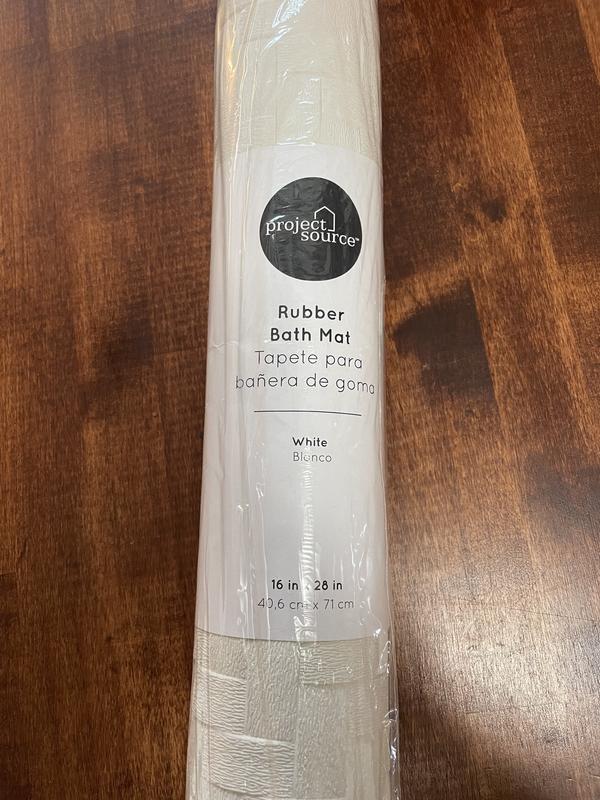 project
source™
Rubber
Bath Mat
Tapete para
bañera de goma
White
Blanco
16 in x 28 in
40,6 cm x 71 cm